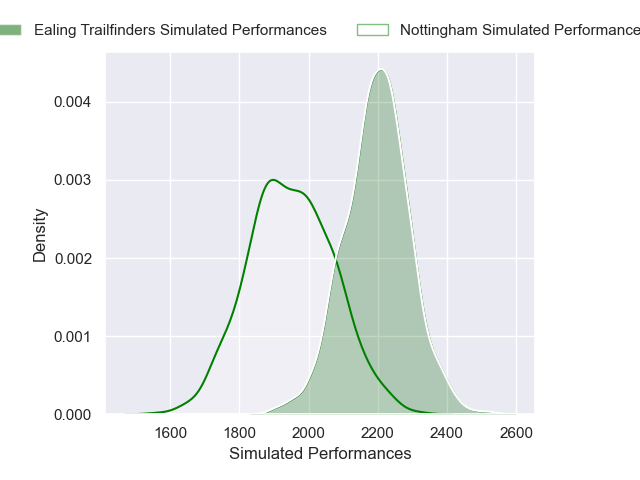 Ealing Trailfinders Simulated Performances Nottingham Simulated Performance
0.004
0.003
0.002
0.001
0.000
Density
1600 1800 2000 2200 2400 2600
Simulated Performances